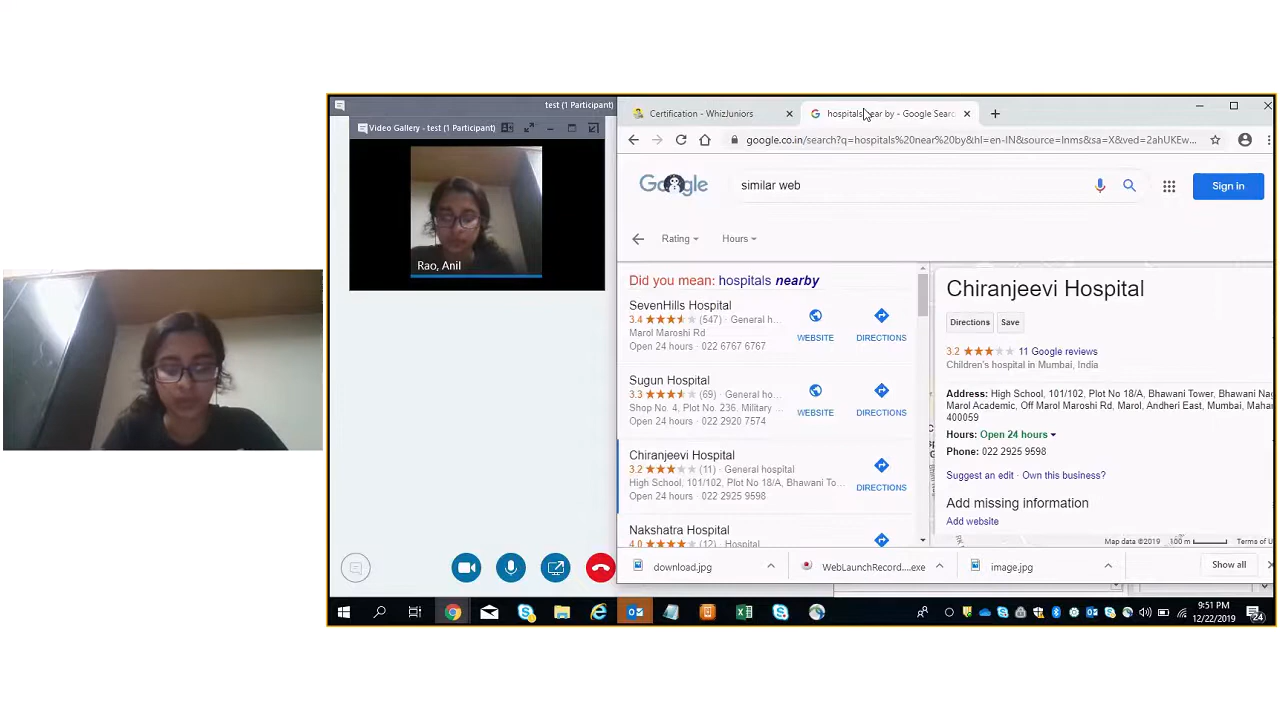 test (1 Participant)
Video Gallery - test (1 Participant)
Rao, Anil
Certification - WhizJuniors
hospitals near by - Google Searc
google.co.in/search?q=hospitals%20near%20by&hl=en-IN&source=lnms&sa=X&ved=2ahUKEw...
Google
similar web
Sign in
Rating
Hours
Did you mean: hospitals nearby
SevenHills Hospital
3.4 (547) · General h...
Marol Maroshi Rd
Open 24 hours · 022 6767 6767
WEBSITE
DIRECTIONS
Sugun Hospital
3.3 (69) · General ho...
Shop No. 4, Plot No. 236, Military ...
Open 24 hours · 022 2920 7574
WEBSITE
DIRECTIONS
Chiranjeevi Hospital
3.2 (11) · General hospital
High School, 101/102, Plot No 18/A, Bhawani To...
Open 24 hours · 022 2925 9598
DIRECTIONS
Nakshatra Hospital
4.0 (12) · Hospital
Chiranjeevi Hospital
Directions
Save
3.2 11 Google reviews
Children's hospital in Mumbai, India
Address: High School, 101/102, Plot No 18/A, Bhawani Tower, Bhawani Nag
Marol Academic, Off Marol Maroshi Rd, Marol, Andheri East, Mumbai, Mahar
400059
Hours: Open 24 hours
Phone: 022 2925 9598
Suggest an edit · Own this business?
Add missing information
Add website
Map data ©2019
100 m
Terms of U
download.jpg
WebLaunchRecord....exe
image.jpg
Show all
9:51 PM
12/22/2019
24